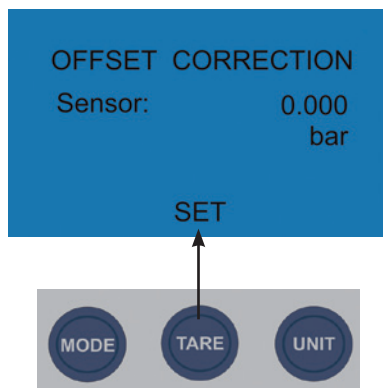 OFFSET CORRECTION
Sensor: 0.000
bar
SET
MODE TARE UNIT